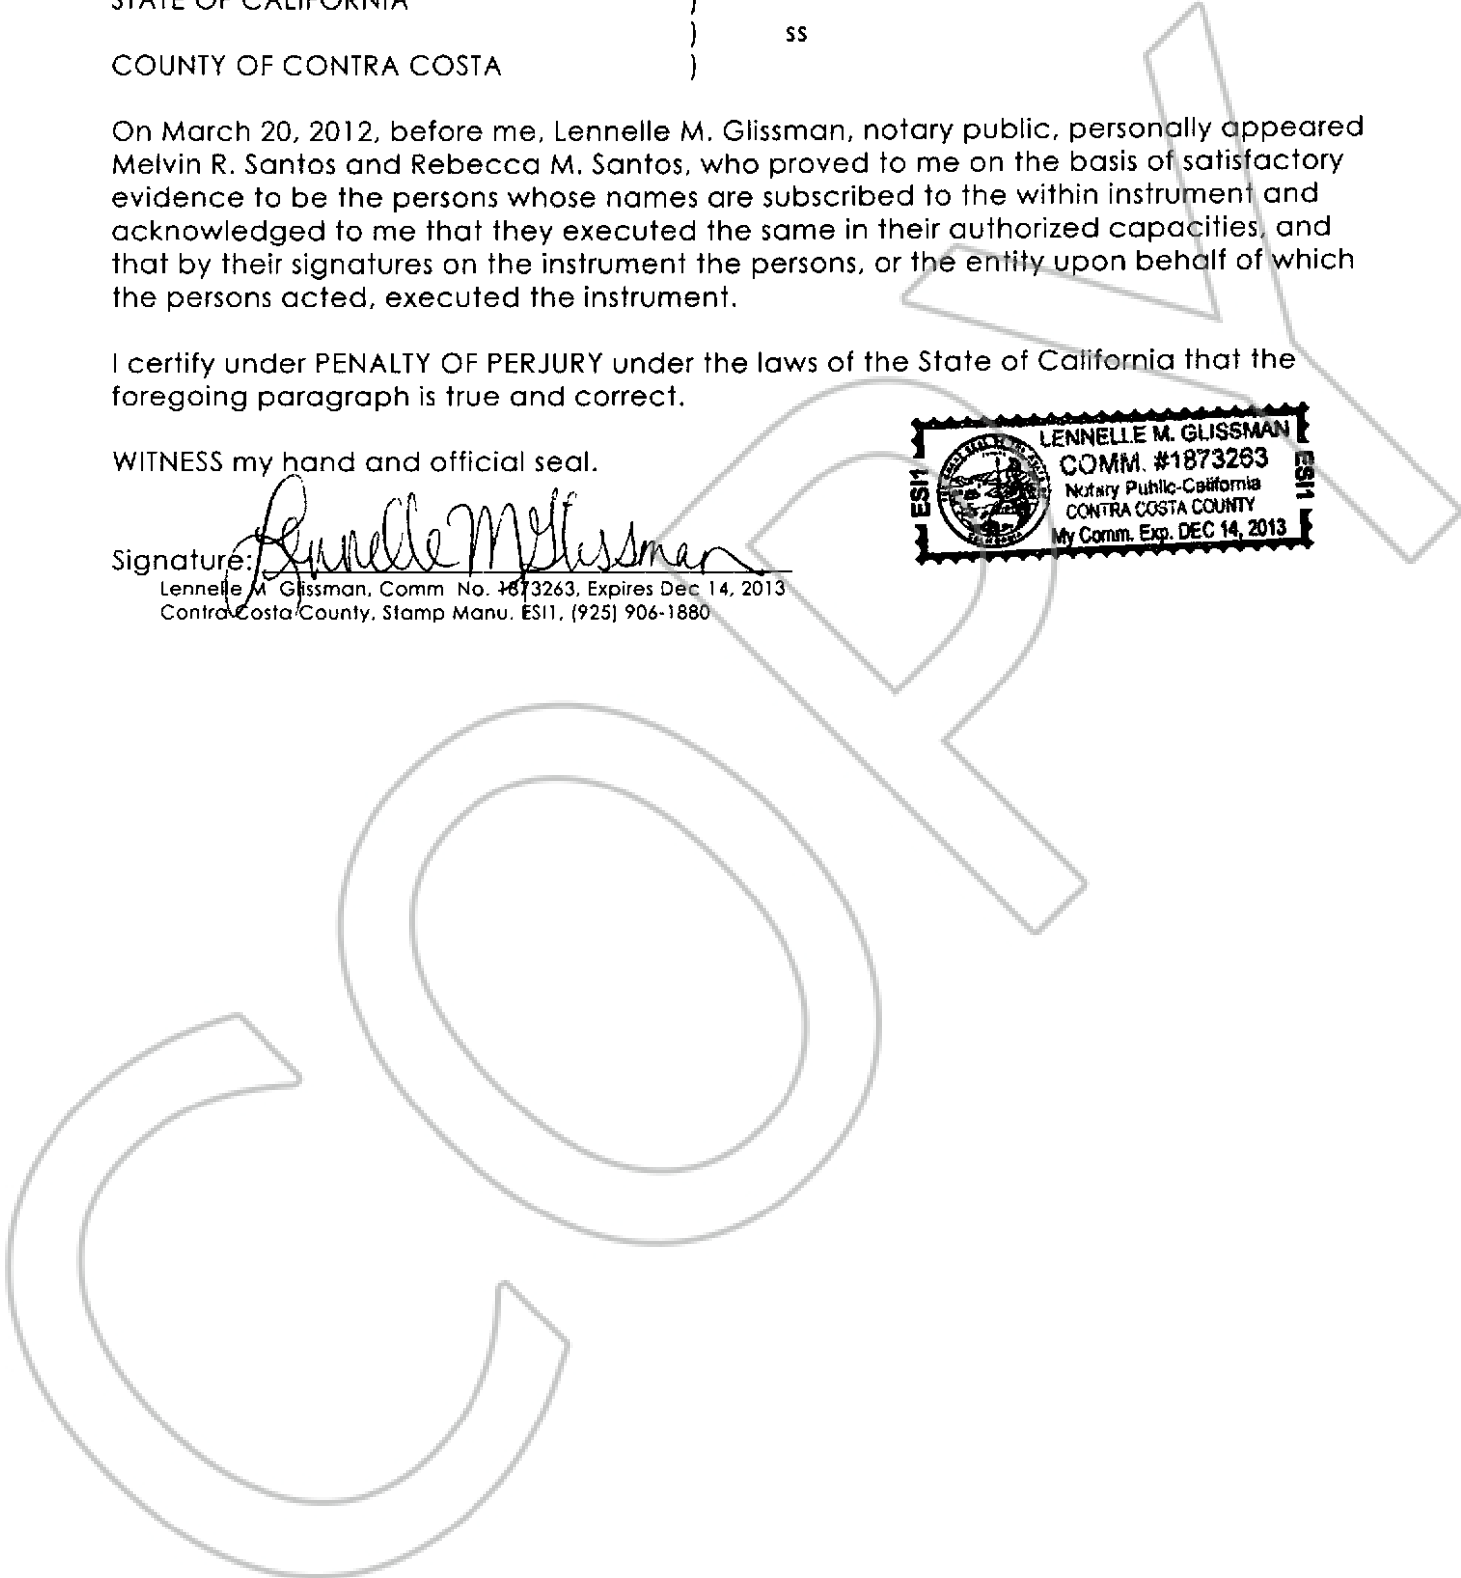 STATE OF CALIFORNIA )
) ss
COUNTY OF CONTRA COSTA )
On March 20, 2012, before me, Lennelle M. Glissman, notary public, personally appeared
Melvin R. Santos and Rebecca M. Santos, who proved to me on the basis of satisfactory
evidence to be the persons whose names are subscribed to the within instrument and
acknowledged to me that they executed the same in their authorized capacities, and
that by their signatures on the instrument the persons, or the entity upon behalf of which
the persons acted, executed the instrument.
I certify under PENALTY OF PERJURY under the laws of the State of California that the
foregoing paragraph is true and correct.
WITNESS my hand and official seal.
LENNELLE M. GLISSMAN
COMM. #1873263
Notary Public-California
CONTRA COSTA COUNTY
My Comm. Exp. DEC 14, 2013
ESI1
ESI1
Signature: Lennelle M Glissman
Lennelle M Glissman, Comm No. 1873263, Expires Dec 14, 2013
Contra Costa County, Stamp Manu. ESI1, (925) 906-1880
COPY